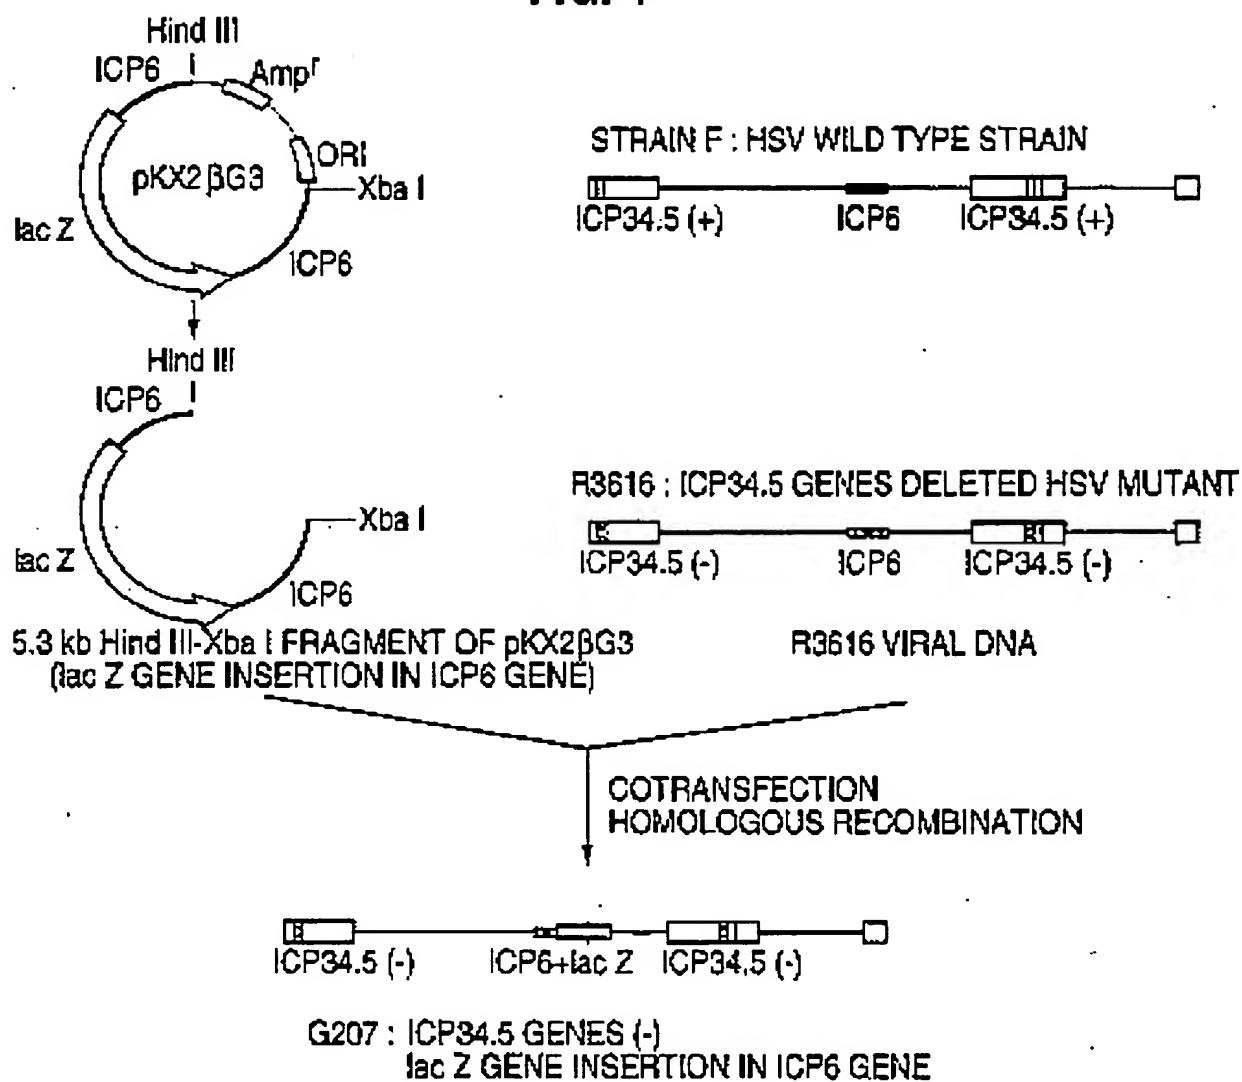 Hind III
ICP6
Ampʳ
ORI
pKX2βG3
Xba I
lac Z
ICP6
STRAIN F : HSV WILD TYPE STRAIN
ICP34.5 (+)
ICP6
ICP34.5 (+)
Hind III
ICP6
Xba I
lac Z
ICP6
5.3 kb Hind III-Xba I FRAGMENT OF pKX2βG3
(lac Z GENE INSERTION IN ICP6 GENE)
R3616 : ICP34.5 GENES DELETED HSV MUTANT
ICP34.5 (-)
ICP6
ICP34.5 (-)
R3616 VIRAL DNA
COTRANSFECTION
HOMOLOGOUS RECOMBINATION
ICP34.5 (-)
ICP6+lac Z
ICP34.5 (-)
G207 : ICP34.5 GENES (-)
lac Z GENE INSERTION IN ICP6 GENE